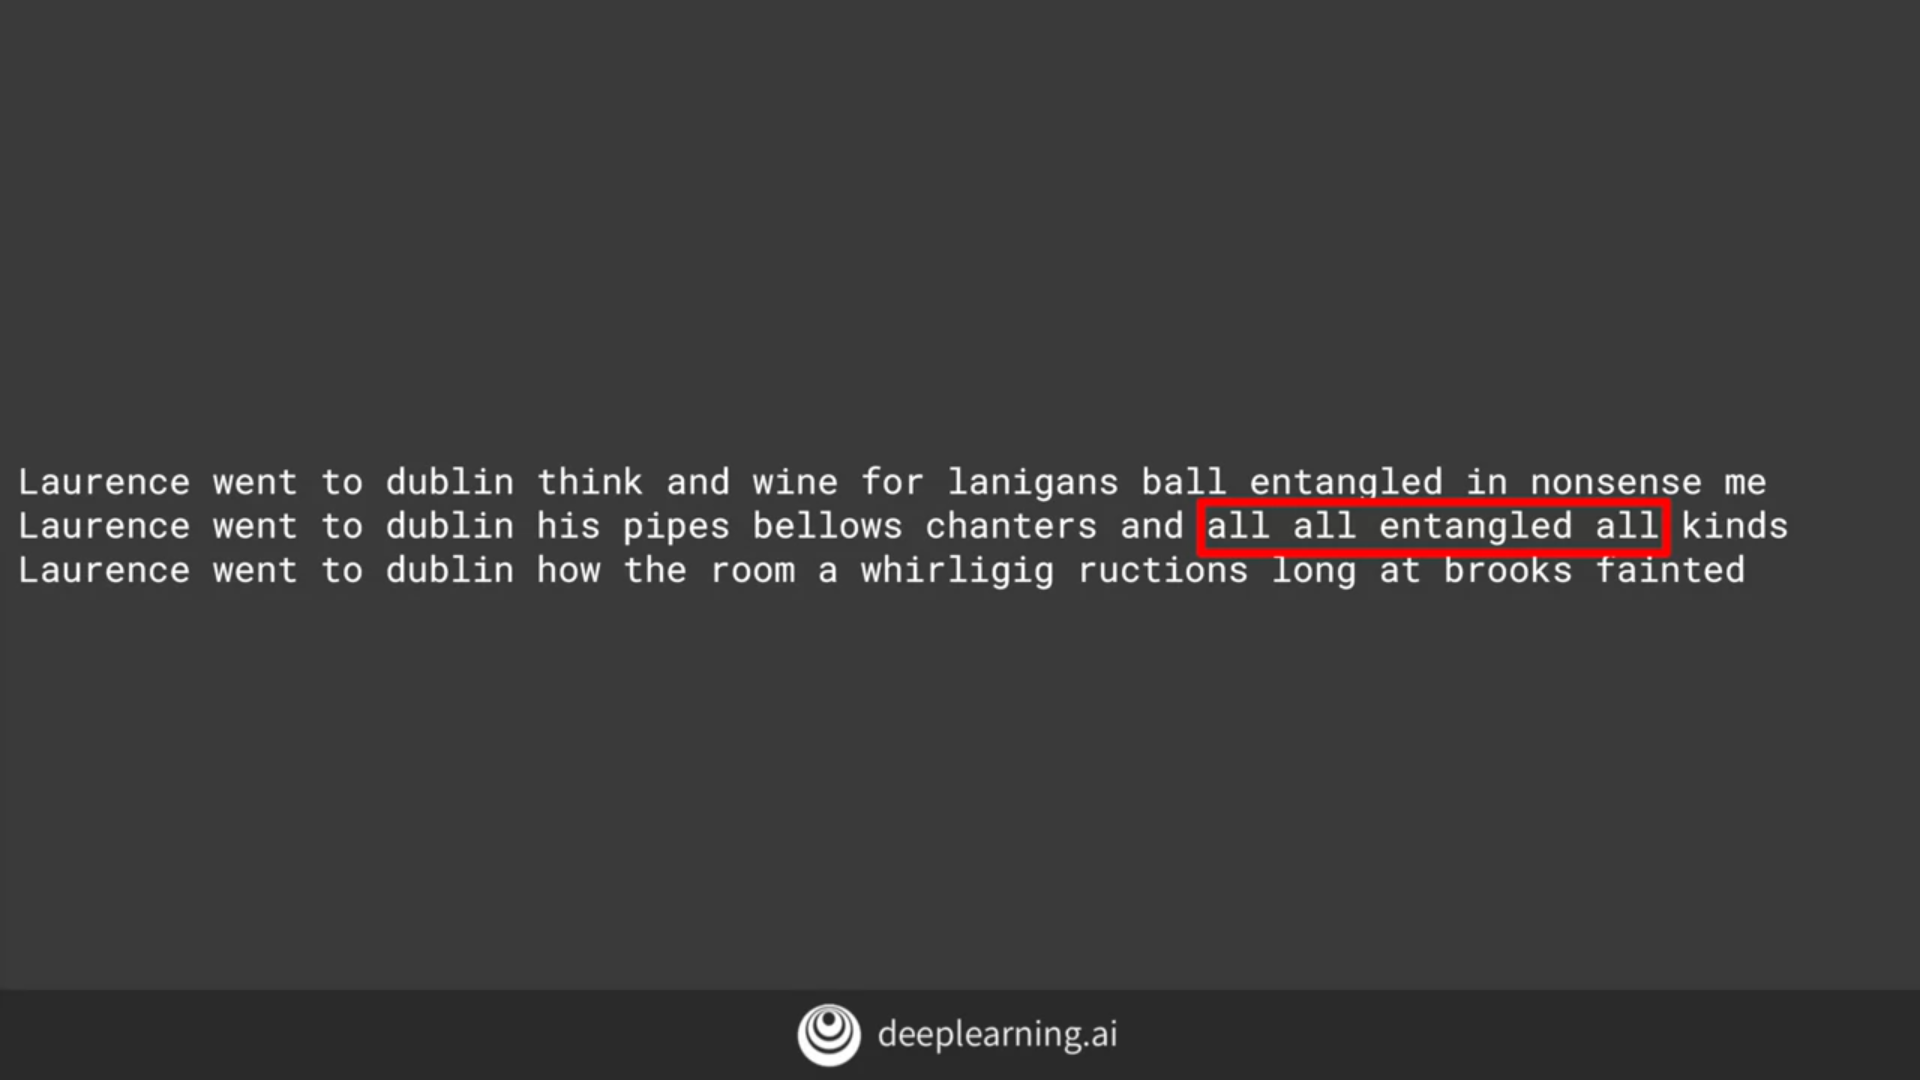 Laurence went to dublin think and wine for lanigans ball entangled in nonsense me
Laurence went to dublin his pipes bellows chanters and all all entangled all kinds
Laurence went to dublin how the room a whirligig ructions long at brooks fainted
deeplearning.ai